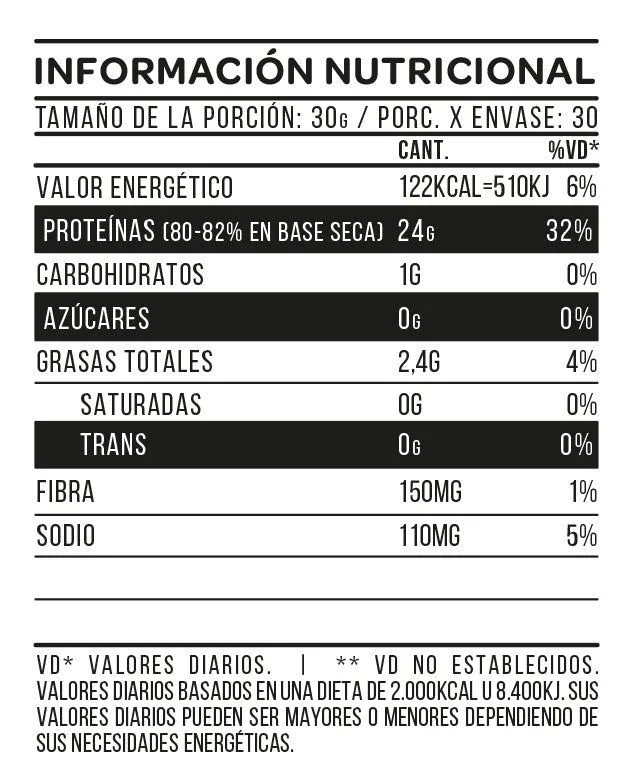 INFORMACIÓN NUTRICIONAL
TAMAÑO DE LA PORCIÓN: 30G / PORC. X ENVASE: 30
CANT. %VD*
VALOR ENERGÉTICO 122KCAL=510KJ 6%
PROTEÍNAS (80-82% EN BASE SECA) 24G 32%
CARBOHIDRATOS 1G 0%
AZÚCARES 0G 0%
GRASAS TOTALES 2,4G 4%
SATURADAS 0G 0%
TRANS 0G 0%
FIBRA 150MG 1%
SODIO 110MG 5%
VD* VALORES DIARIOS. | ** VD NO ESTABLECIDOS.
VALORES DIARIOS BASADOS EN UNA DIETA DE 2.000KCAL U 8.400KJ. SUS
VALORES DIARIOS PUEDEN SER MAYORES O MENORES DEPENDIENDO DE
SUS NECESIDADES ENERGÉTICAS.